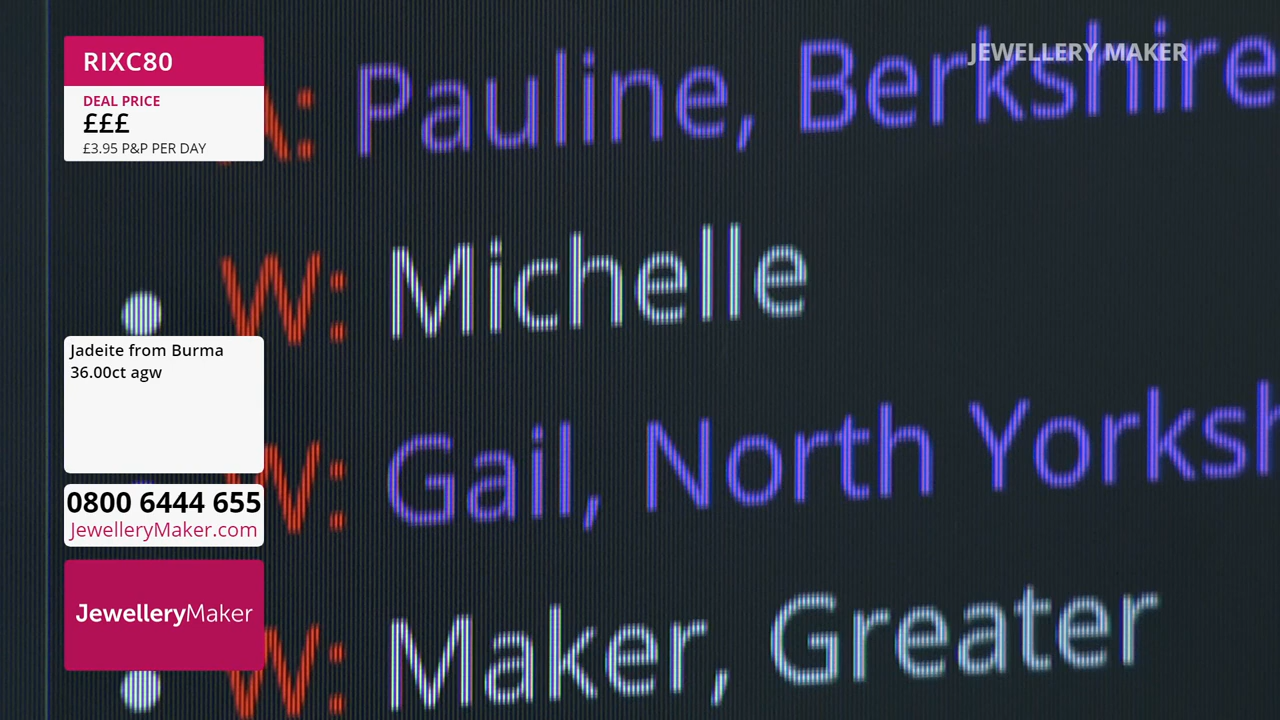 RIXC80
DEAL PRICE
£££
£3.95 P&P PER DAY
JEWELLERY MAKER
: Pauline, Berkshire
W: Michelle
Jadeite from Burma
36.00ct agw
W: Gail, North Yorksh
0800 6444 655
JewelleryMaker.com
JewelleryMaker
W: Maker, Greater